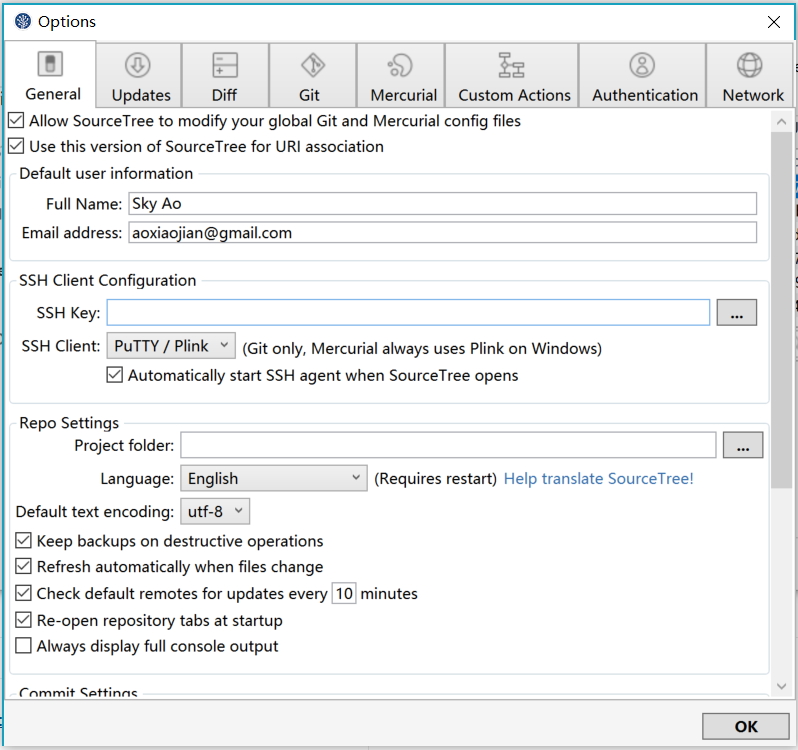 Options
General Updates Diff Git Mercurial Custom Actions Authentication Network
Allow SourceTree to modify your global Git and Mercurial config files
Use this version of SourceTree for URI association
Default user information
Full Name: Sky Ao
Email address: aoxiaojian@gmail.com
SSH Client Configuration
SSH Key: ...
SSH Client: PuTTY / Plink (Git only, Mercurial always uses Plink on Windows)
Automatically start SSH agent when SourceTree opens
Repo Settings
Project folder: ...
Language: English (Requires restart) Help translate SourceTree!
Default text encoding: utf-8
Keep backups on destructive operations
Refresh automatically when files change
Check default remotes for updates every 10 minutes
Re-open repository tabs at startup
Always display full console output
Commit Settings
OK